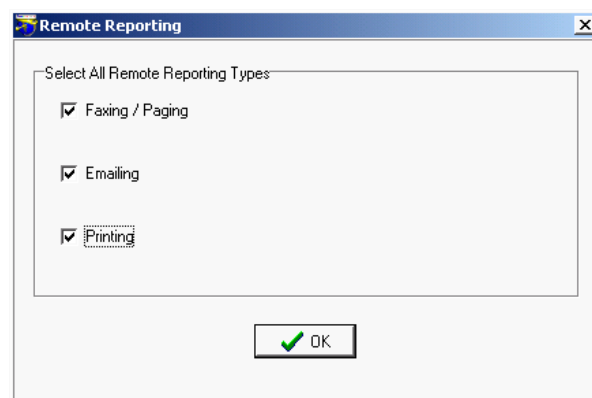 Remote Reporting
Select All Remote Reporting Types
Faxing / Paging
Emailing
Printing
OK